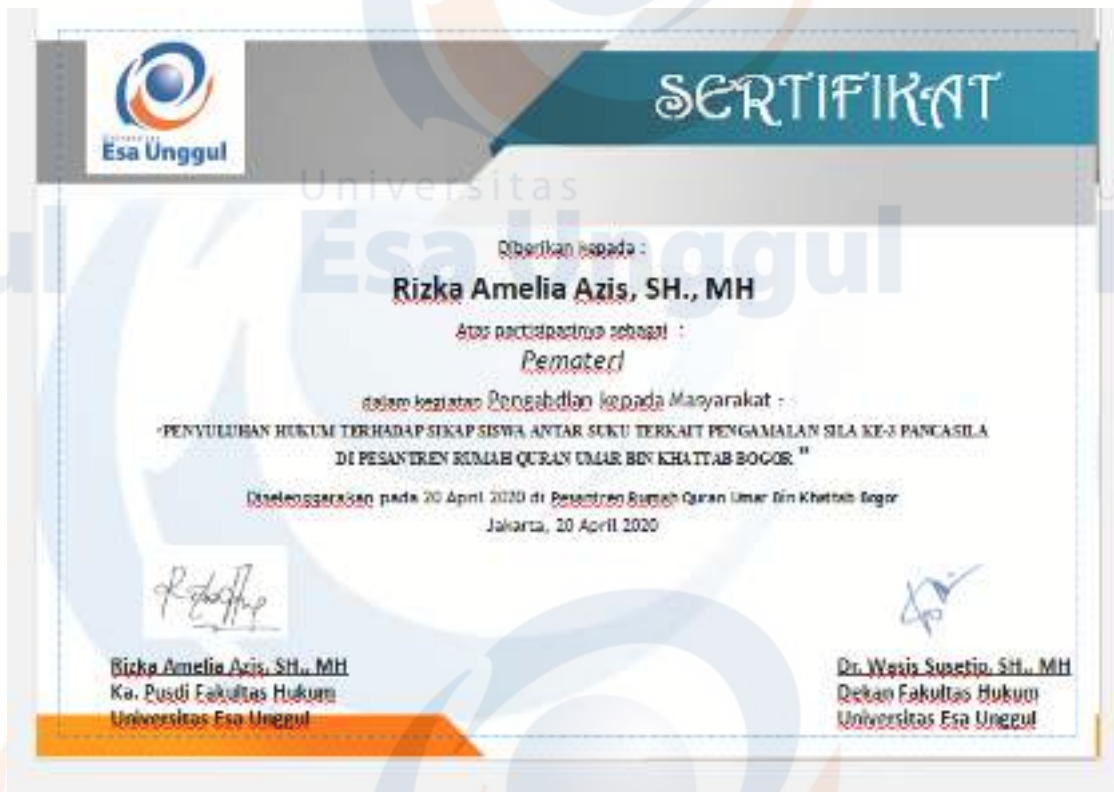 SERTIFIKAT
Universitas
Esa Unggul
Universitas
Esa Unggul
Diberikan kepada :
Rizka Amelia Azis, SH., MH
Atas partisipasinya sebagai :
Pemateri
dalam kegiatan Pengabdian kepada Masyarakat :
"PENYULUHAN HUKUM TERHADAP SIKAP SISWA ANTAR SUKU TERKAIT PENGAMALAN SILA KE-3 PANCASILA
DI PESANTREN RUMAH QURAN UMAR BIN KHATTAB BOGOR "
Diselenggarakan pada 20 April 2020 di Pesantren Rumah Quran Umar Bin Khattab Bogor
Jakarta, 20 April 2020
Rizka Amelia Azis, SH., MH
Ka. Pusdi Fakultas Hukum
Universitas Esa Unggul
Dr. Wasis Susetio, SH., MH
Dekan Fakultas Hukum
Universitas Esa Unggul